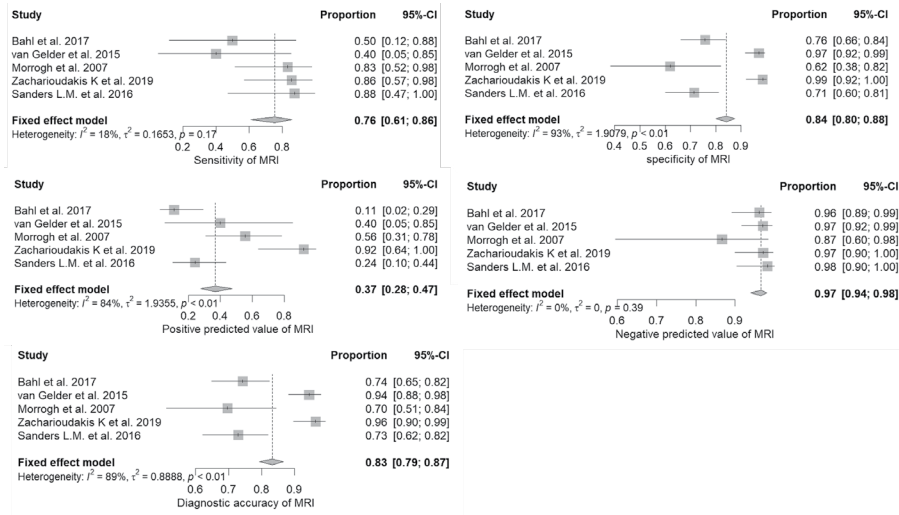 Study Proportion 95%-CI
Bahl et al. 2017 0.50 [0.12; 0.88]
van Gelder et al. 2015 0.40 [0.05; 0.85]
Morrogh et al. 2007 0.83 [0.52; 0.98]
Zacharioudakis K et al. 2019 0.86 [0.57; 0.98]
Sanders L.M. et al. 2016 0.88 [0.47; 1.00]
Fixed effect model 0.76 [0.61; 0.86]
Heterogeneity: I² = 18%, τ² = 0.1653, p = 0.17
0.2 0.4 0.6 0.8
Sensitivity of MRI
Study Proportion 95%-CI
Bahl et al. 2017 0.76 [0.66; 0.84]
van Gelder et al. 2015 0.97 [0.92; 0.99]
Morrogh et al. 2007 0.62 [0.38; 0.82]
Zacharioudakis K et al. 2019 0.99 [0.92; 1.00]
Sanders L.M. et al. 2016 0.71 [0.60; 0.81]
Fixed effect model 0.84 [0.80; 0.88]
Heterogeneity: I² = 93%, τ² = 1.9079, p < 0.01
0.4 0.5 0.6 0.7 0.8 0.9
specificity of MRI
Study Proportion 95%-CI
Bahl et al. 2017 0.11 [0.02; 0.29]
van Gelder et al. 2015 0.40 [0.05; 0.85]
Morrogh et al. 2007 0.56 [0.31; 0.78]
Zacharioudakis K et al. 2019 0.92 [0.64; 1.00]
Sanders L.M. et al. 2016 0.24 [0.10; 0.44]
Fixed effect model 0.37 [0.28; 0.47]
Heterogeneity: I² = 84%, τ² = 1.9355, p < 0.01
0.2 0.4 0.6 0.8
Positive predicted value of MRI
Study Proportion 95%-CI
Bahl et al. 2017 0.96 [0.89; 0.99]
van Gelder et al. 2015 0.97 [0.92; 0.99]
Morrogh et al. 2007 0.87 [0.60; 0.98]
Zacharioudakis K et al. 2019 0.97 [0.90; 0.99]
Sanders L.M. et al. 2016 0.98 [0.90; 1.00]
Fixed effect model 0.97 [0.94; 0.98]
Heterogeneity: I² = 0%, τ² = 0, p = 0.39
0.6 0.7 0.8 0.9
Negative predicted value of MRI
Study Proportion 95%-CI
Bahl et al. 2017 0.74 [0.65; 0.82]
van Gelder et al. 2015 0.94 [0.88; 0.98]
Morrogh et al. 2007 0.70 [0.51; 0.84]
Zacharioudakis K et al. 2019 0.96 [0.90; 0.99]
Sanders L.M. et al. 2016 0.73 [0.62; 0.82]
Fixed effect model 0.83 [0.79; 0.87]
Heterogeneity: I² = 89%, τ² = 0.8888, p < 0.01
0.6 0.7 0.8 0.9
Diagnostic accuracy of MRI